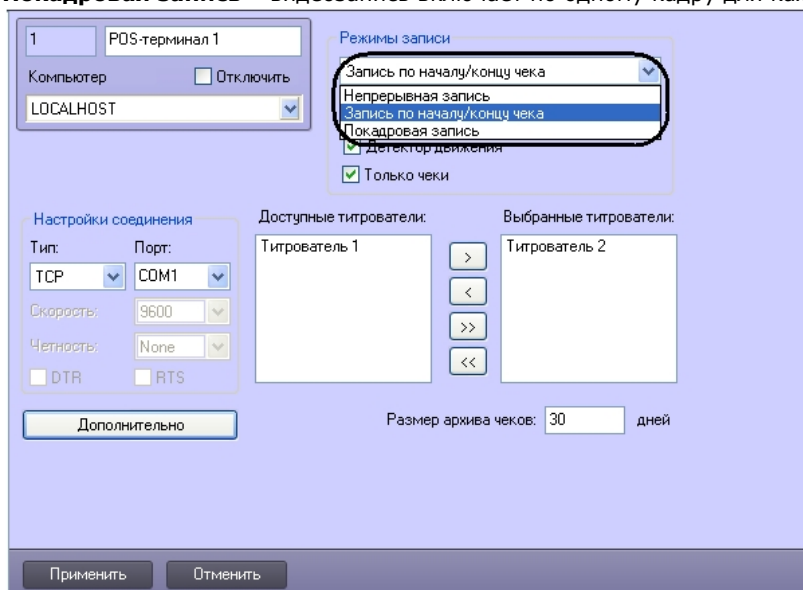 Покадровая запись – видеозапись включает по одному кадру для ка
1
POS-терминал 1
Компьютер
Отключить
LOCALHOST
Режимы записи
Запись по началу/концу чека
Непрерывная запись
Запись по началу/концу чека
Покадровая запись
Детектор движения
Только чеки
Настройки соединения
Тип:
Порт:
TCP
COM1
Скорость:
9600
Четность:
None
DTR
RTS
Дополнительно
Доступные титрователи:
Титрователь 1
>
<
>>
<<
Выбранные титрователи:
Титрователь 2
Размер архива чеков:
30
дней
Применить
Отменить